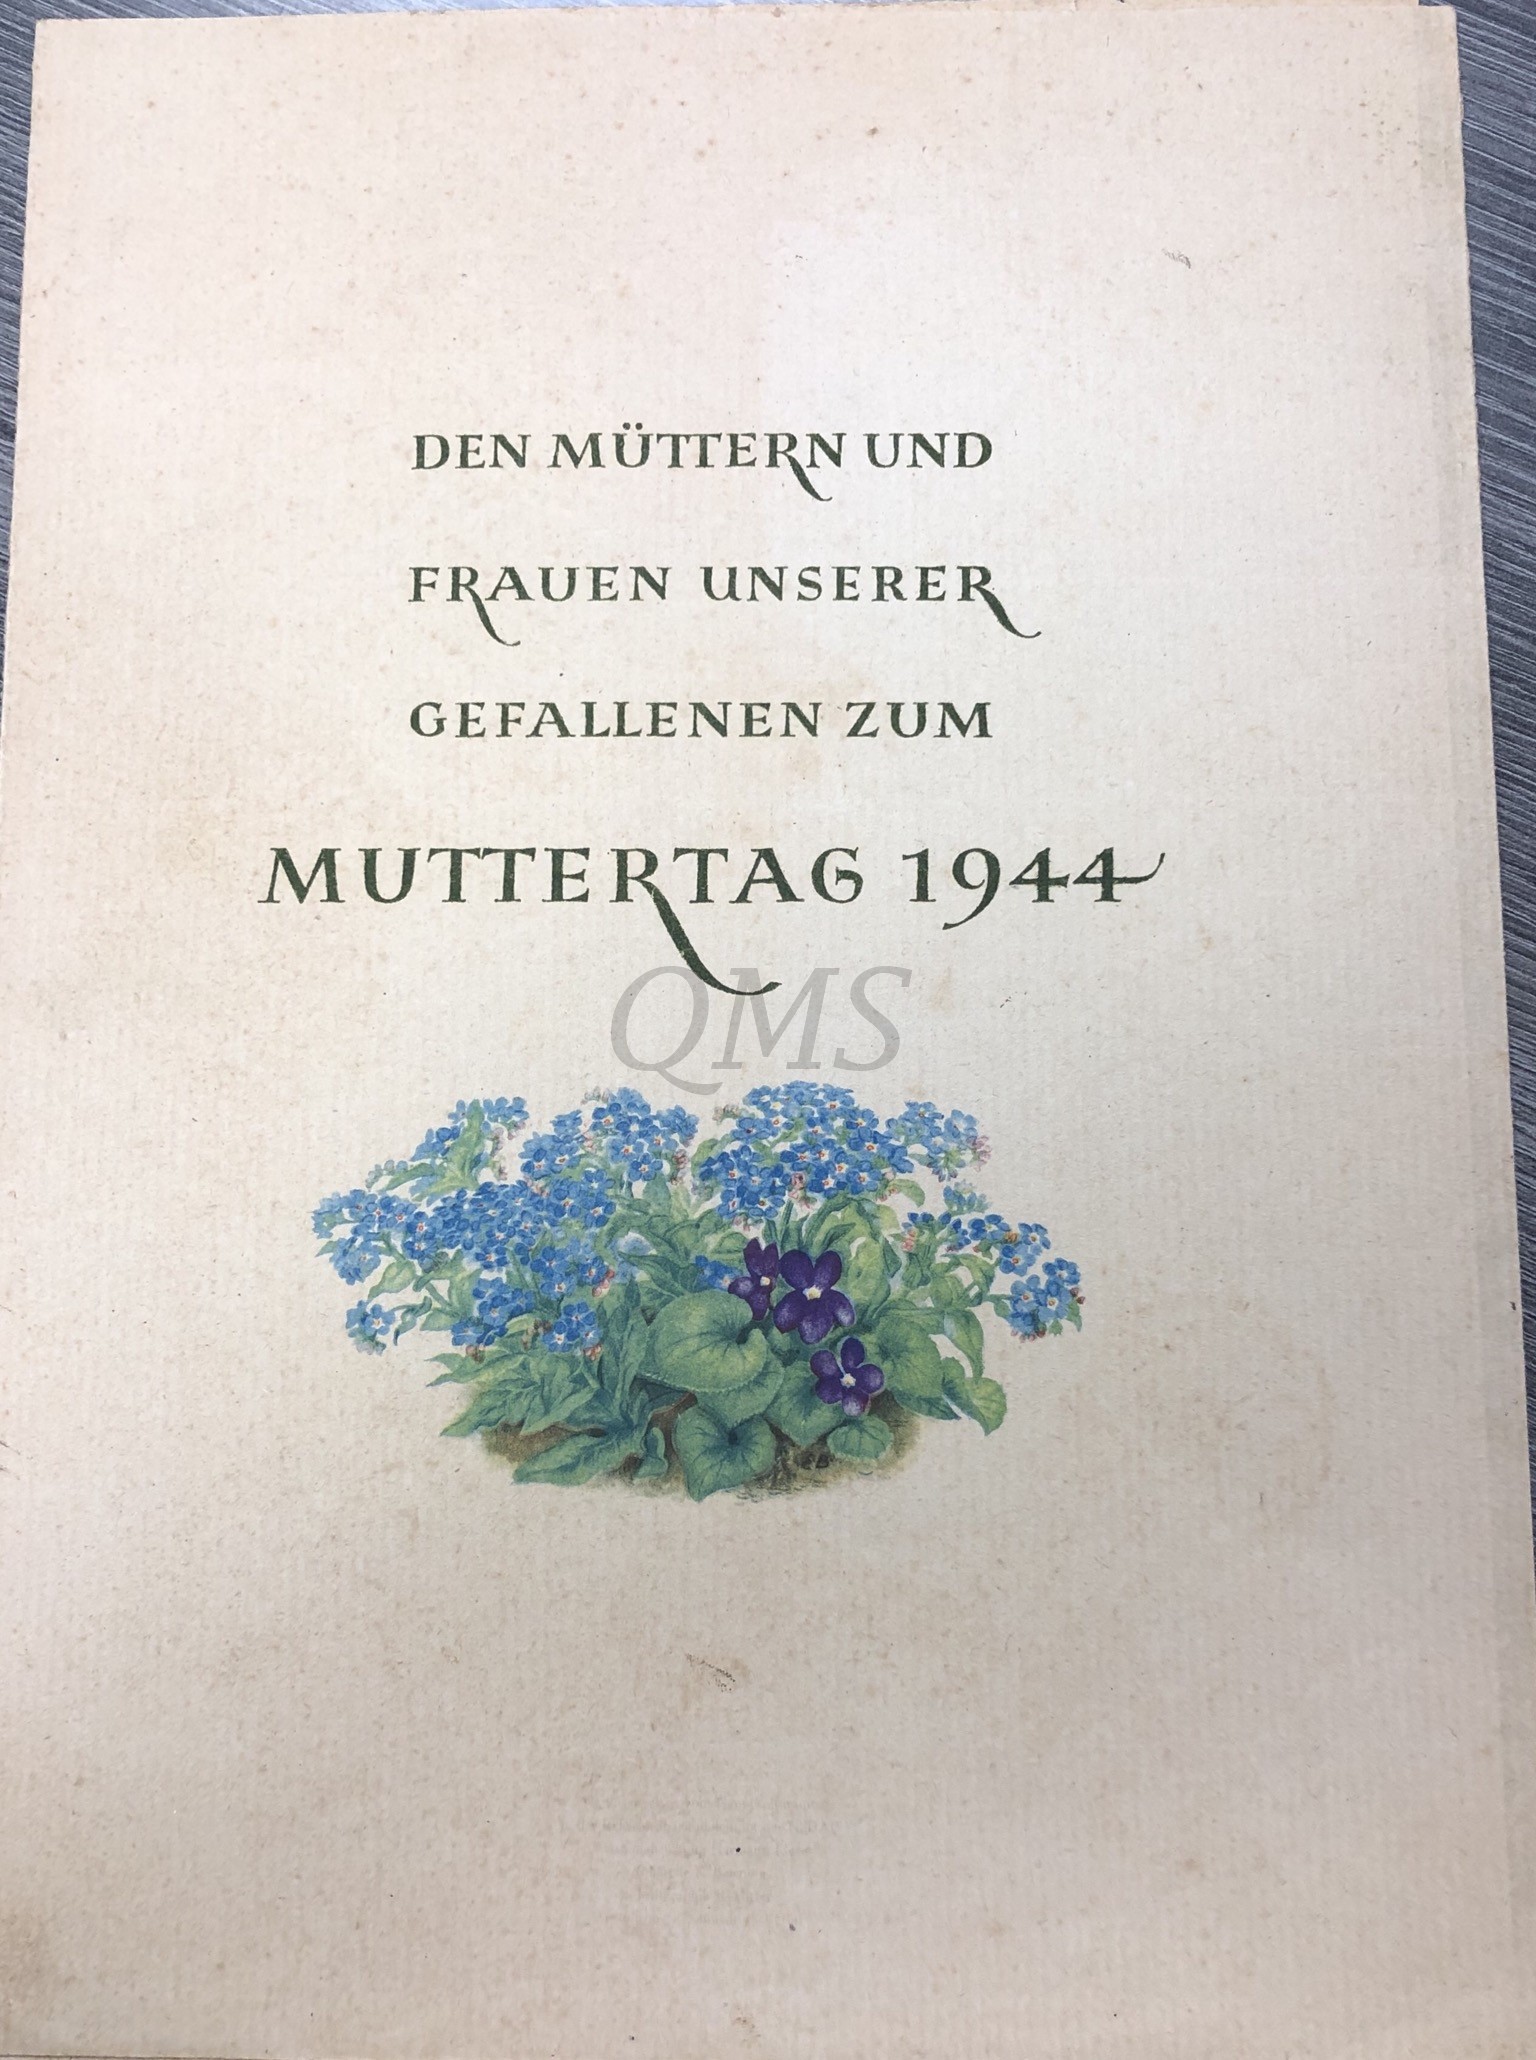 DEN MÜTTERN UND
FRAUEN UNSERER
GEFALLENEN ZUM
MUTTERTAG 1944
QMS